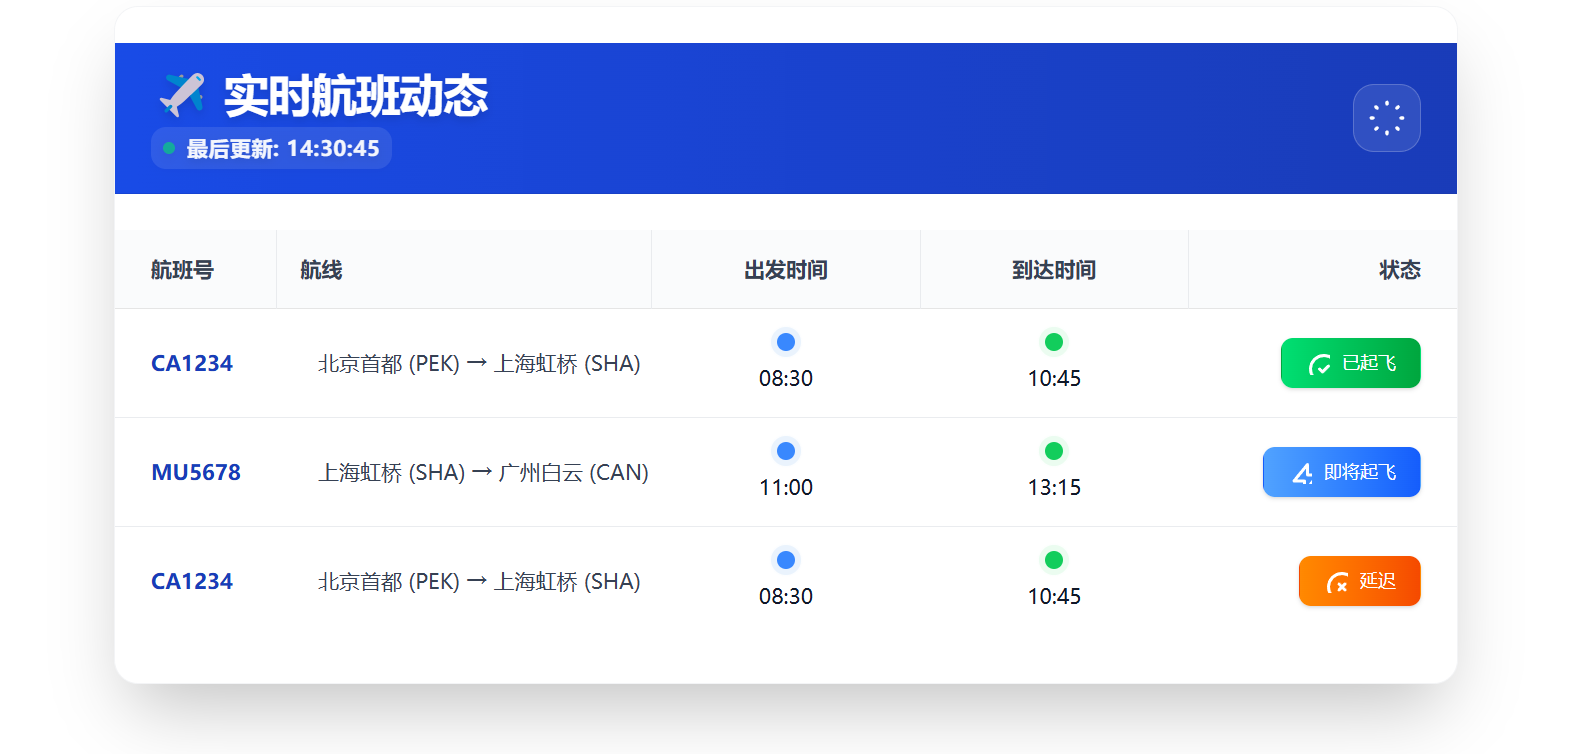 实时航班动态
最后更新: 14:30:45
航班号 航线 出发时间 到达时间 状态
CA1234 北京首都 (PEK) → 上海虹桥 (SHA) 08:30 10:45 已起飞
MU5678 上海虹桥 (SHA) → 广州白云 (CAN) 11:00 13:15 即将起飞
CA1234 北京首都 (PEK) → 上海虹桥 (SHA) 08:30 10:45 延迟